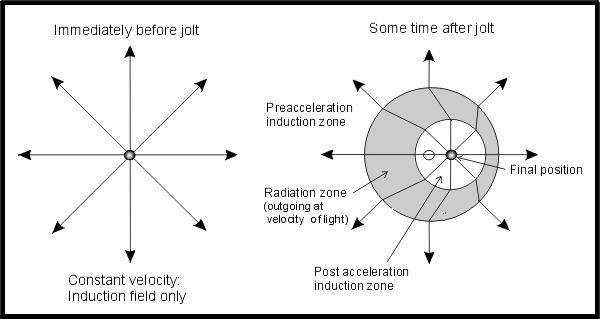 Immediately before jolt
Constant velocity:
Induction field only
Some time after jolt
Preacceleration
induction zone
Radiation zone
(outgoing at
velocity of light)
Final position
Post acceleration
induction zone